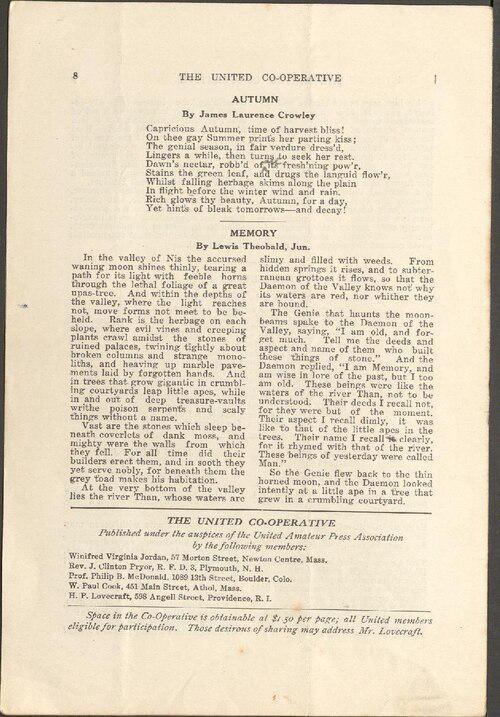 8
THE UNITED CO-OPERATIVE
AUTUMN
By James Laurence Crowley
Capricious Autumn, time of harvest bliss!
On thee gay Summer prints her parting kiss;
The genial season, in fair verdure dress'd,
Lingers a while, then turns to seek her rest.
Dawn's nectar, robb'd of its fresh'ning pow'r,
Stains the green leaf, and drugs the languid flow'r,
Whilst falling herbage skims along the plain
In flight before the winter wind and rain.
Rich glows thy beauty, Autumn, for a day,
Yet hints of bleak tomorrows—and decay!
MEMORY
By Lewis Theobald, Jun.
In the valley of Nis the accursed
waning moon shines thinly, tearing a
path for its light with feeble horns
through the lethal foliage of a great
upas-tree. And within the depths of
the valley, where the light reaches
not, move forms not meet to be be-
held. Rank is the herbage on each
slope, where evil vines and creeping
plants crawl amidst the stones of
ruined palaces, twining tightly about
broken columns and strange mono-
liths, and heaving up marble pave-
ments laid by forgotten hands. And
in trees that grow gigantic in crumbl-
ing courtyards leap little apes, while
in and out of deep treasure-vaults
writhe poison serpents and scaly
things without a name.
Vast are the stones which sleep be-
neath coverlets of dank moss, and
mighty were the walls from which
they fell. For all time did their
builders erect them, and in sooth they
yet serve nobly, for beneath them the
grey toad makes his habitation.
At the very bottom of the valley
lies the river Than, whose waters are
slimy and filled with weeds. From
hidden springs it rises, and to subter-
ranean grottoes it flows, so that the
Daemon of the Valley knows not why
its waters are red, nor whither they
are bound.
The Genie that haunts the moon-
beams spake to the Daemon of the
Valley, saying, "I am old, and for-
get much. Tell me the deeds and
aspect and name of them who built
these things of stone." And the
Daemon replied, "I am Memory, and
am wise in lore of the past, but I too
am old. These beings were like the
waters of the river Than, not to be
understood. Their deeds I recall not,
for they were but of the moment.
Their aspect I recall dimly, it was
like to that of the little apes in the
trees. Their name I recall clearly,
for it rhymed with that of the river.
These beings of yesterday were called
Man."
So the Genie flew back to the thin
horned moon, and the Daemon looked
intently at a little ape in a tree that
grew in a crumbling courtyard.
THE UNITED CO-OPERATIVE
Published under the auspices of the United Amateur Press Association
by the following members:
Winifred Virginia Jordan, 57 Morton Street, Newton Centre, Mass.
Rev. J. Clinton Pryor, R. F. D. 3, Plymouth, N. H.
Prof. Philip B. McDonald, 1089 13th Street, Boulder, Colo.
W. Paul Cook, 451 Main Street, Athol, Mass.
H. P. Lovecraft, 598 Angell Street, Providence, R. I.
Space in the Co-Operative is obtainable at $1.50 per page; all United members
eligible for participation. Those desirous of sharing may address Mr. Lovecraft.